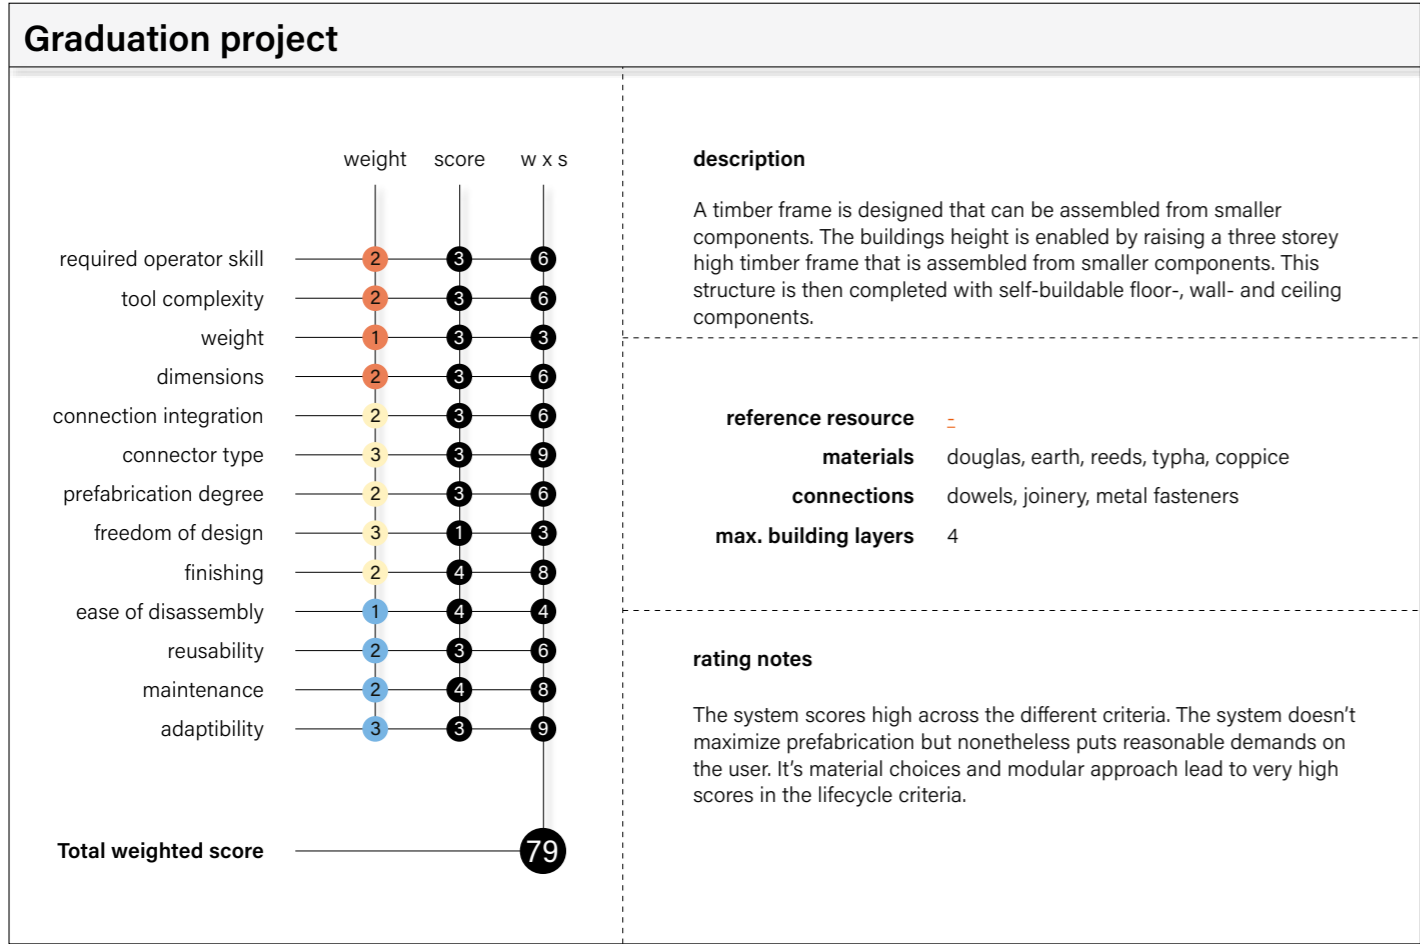 Graduation project
weight score w x s
required operator skill 2 3 6
tool complexity 2 3 6
weight 1 3 3
dimensions 2 3 6
connection integration 2 3 6
connector type 3 3 9
prefabrication degree 2 3 6
freedom of design 3 1 3
finishing 2 4 8
ease of disassembly 1 4 4
reusability 2 3 6
maintenance 2 4 8
adaptibility 3 3 9
Total weighted score 79
description
A timber frame is designed that can be assembled from smaller
components. The buildings height is enabled by raising a three storey
high timber frame that is assembled from smaller components. This
structure is then completed with self-buildable floor-, wall- and ceiling
components.
reference resource -
materials douglas, earth, reeds, typha, coppice
connections dowels, joinery, metal fasteners
max. building layers 4
rating notes
The system scores high across the different criteria. The system doesn't
maximize prefabrication but nonetheless puts reasonable demands on
the user. It's material choices and modular approach lead to very high
scores in the lifecycle criteria.